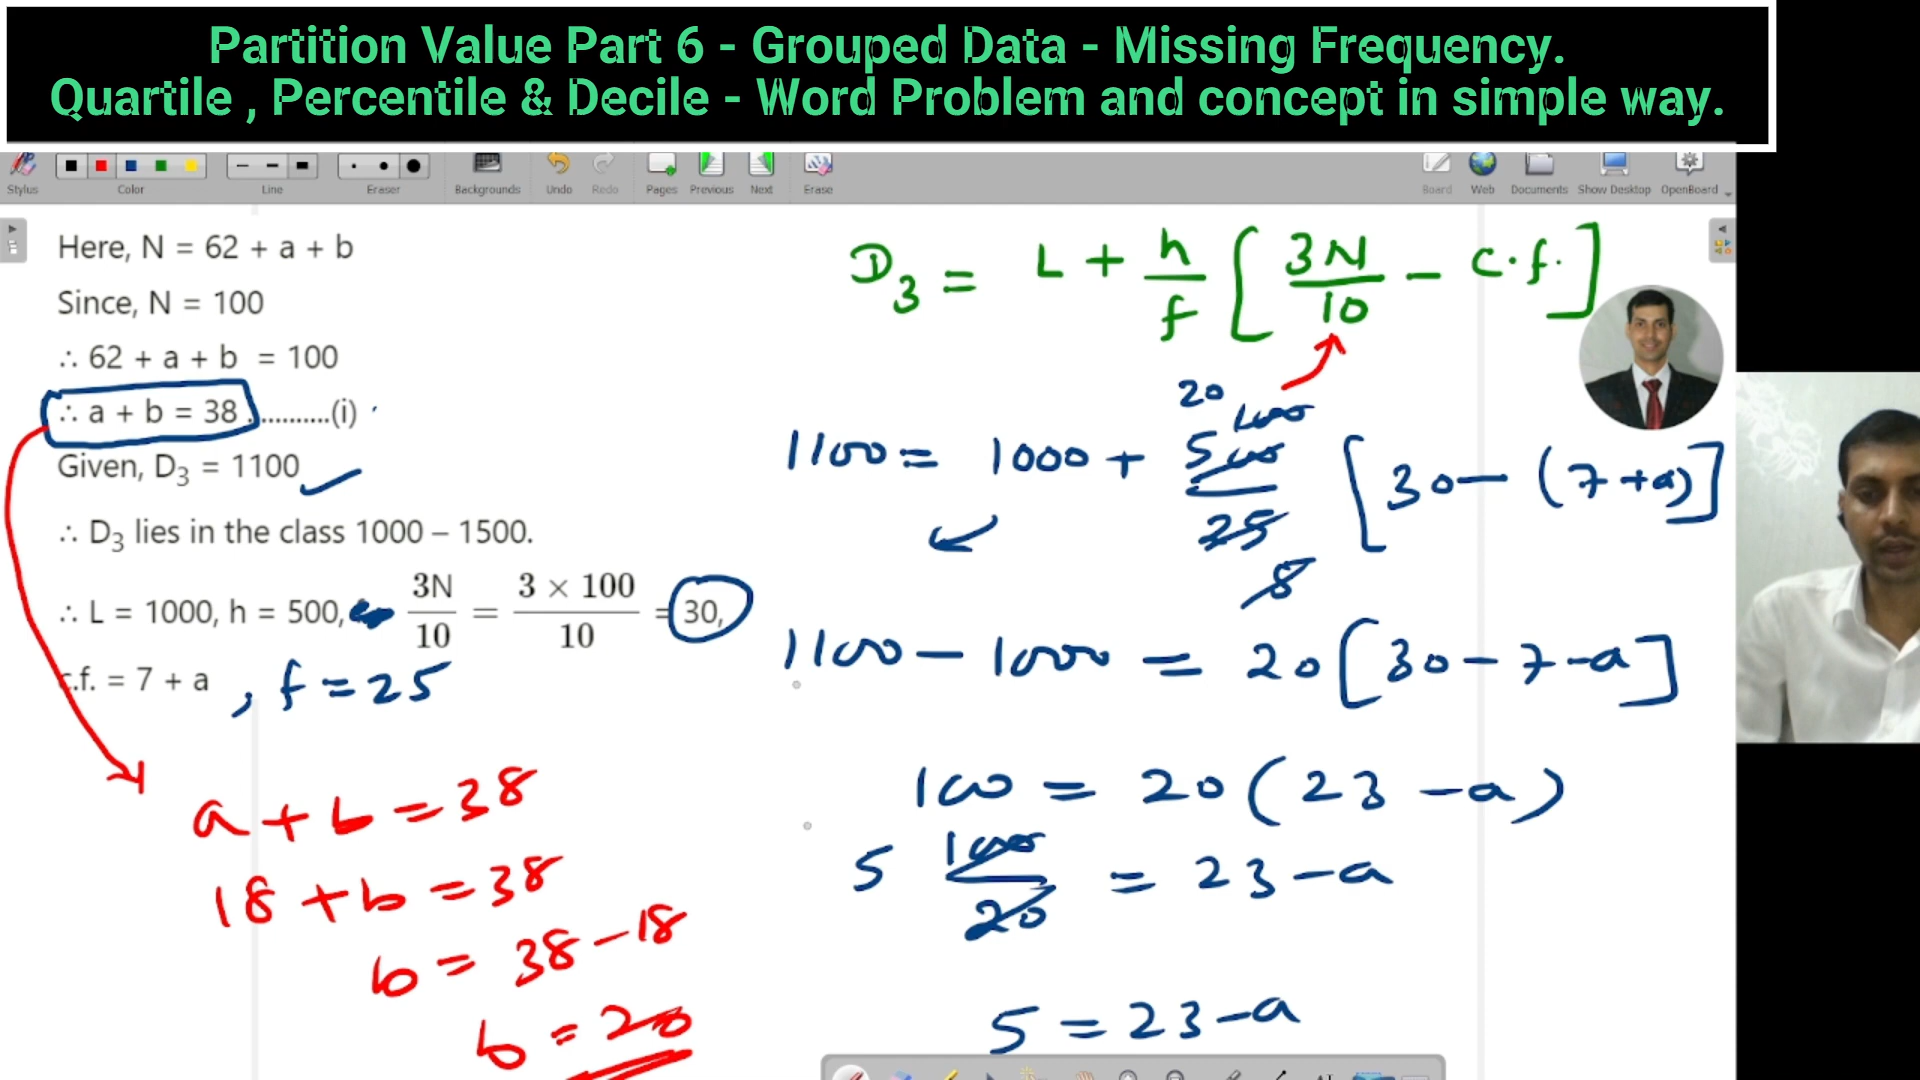 Partition Value Part 6 - Grouped Data - Missing Frequency.
Quartile , Percentile & Decile - Word Problem and concept in simple way.
Stylus Color Line Eraser Backgrounds Undo Redo Pages Previous Next Erase Board Web Documents Show Desktop OpenBoard
Here, N = 62 + a + b
Since, N = 100
∴ 62 + a + b = 100
∴ a + b = 38 ...........(i)
Given, D₃ = 1100
∴ D₃ lies in the class 1000 – 1500.
∴ L = 1000, h = 500, 3N/10 = (3 × 100)/10 = 30,
c.f. = 7 + a , f = 25
a + b = 38
18 + b = 38
b = 38 - 18
b = 20
D₃ = L + h/f [ 3N/10 - c.f. ]
20 100
1100 = 1000 + 500/25 [ 30 - (7 + a) ]
5
1100 - 1000 = 20 [ 30 - 7 - a ]
100 = 20 ( 23 - a )
5 100/20 = 23 - a
5 = 23 - a